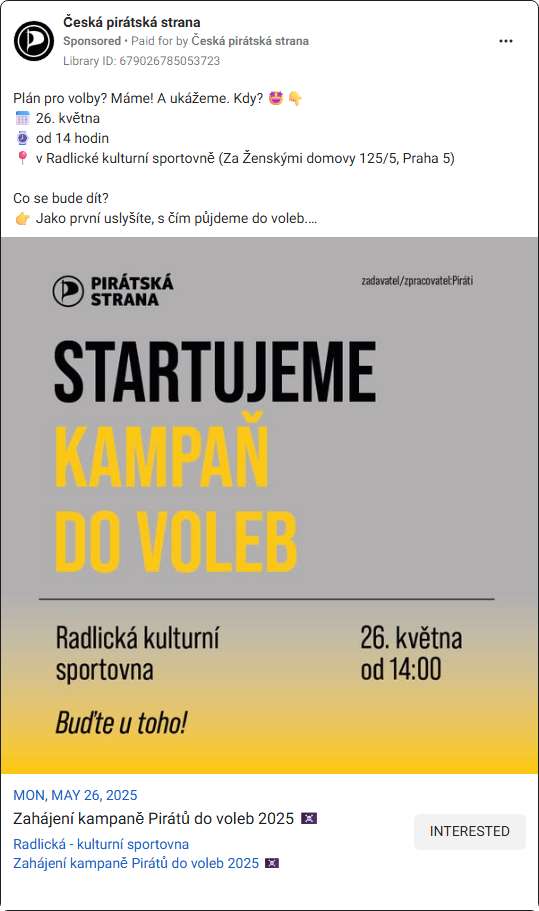 Česká pirátská strana
Sponsored • Paid for by Česká pirátská strana
Library ID: 679026785053723
Plán pro volby? Máme! A ukážeme. Kdy? 🤩 👇
🗓️ 26. května
⌚ od 14 hodin
📍 v Radlické kulturní sportovně (Za Ženskými domovy 125/5, Praha 5)
Co se bude dít?
👉 Jako první uslyšíte, s čím půjdeme do voleb....
PIRÁTSKÁ
STRANA
zadavatel/zpracovatel:Piráti
STARTUJEME
KAMPAŇ
DO VOLEB
Radlická kulturní
sportovna
26. května
od 14:00
Buďte u toho!
MON, MAY 26, 2025
Zahájení kampaně Pirátů do voleb 2025 🏴‍☠️
Radlická - kulturní sportovna
Zahájení kampaně Pirátů do voleb 2025 🏴‍☠️
INTERESTED